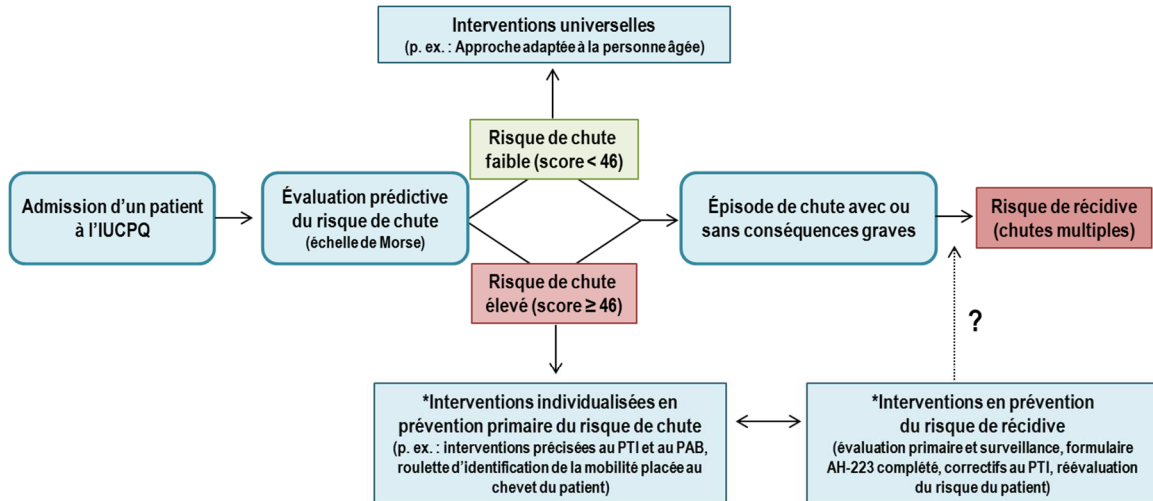 Interventions universelles
(p. ex. : Approche adaptée à la personne âgée)
Risque de chute
faible (score < 46)
Admission d'un patient
à l'IUCPQ
Évaluation prédictive
du risque de chute
(échelle de Morse)
Épisode de chute avec ou
sans conséquences graves
Risque de récidive
(chutes multiples)
Risque de chute
élevé (score ≥ 46)
?
*Interventions individualisées en
prévention primaire du risque de chute
(p. ex. : interventions précisées au PTI et au PAB,
roulette d'identification de la mobilité placée au
chevet du patient)
*Interventions en prévention
du risque de récidive
(évaluation primaire et surveillance, formulaire
AH-223 complété, correctifs au PTI, réévaluation
du risque du patient)